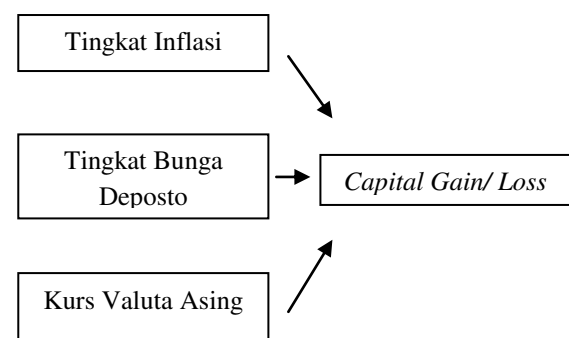 Tingkat Inflasi
Tingkat Bunga
Deposto
Capital Gain/ Loss
Kurs Valuta Asing